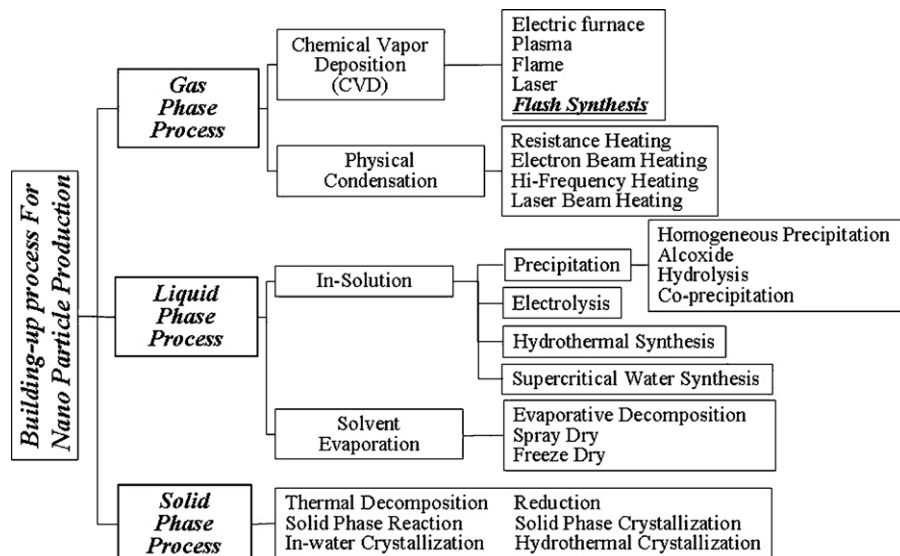 Building-up process For
Nano Particle Production
Gas
Phase
Process
Chemical Vapor
Deposition
(CVD)
Electric furnace
Plasma
Flame
Laser
Flash Synthesis
Physical
Condensation
Resistance Heating
Electron Beam Heating
Hi-Frequency Heating
Laser Beam Heating
Liquid
Phase
Process
In-Solution
Precipitation
Homogeneous Precipitation
Alcoxide
Hydrolysis
Co-precipitation
Electrolysis
Hydrothermal Synthesis
Supercritical Water Synthesis
Solvent
Evaporation
Evaporative Decomposition
Spray Dry
Freeze Dry
Solid
Phase
Process
Thermal Decomposition
Solid Phase Reaction
In-water Crystallization
Reduction
Solid Phase Crystallization
Hydrothermal Crystallization